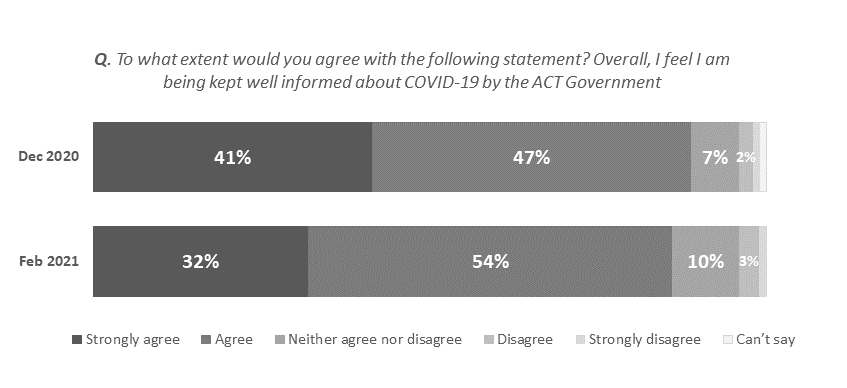 Q. To what extent would you agree with the following statement? Overall, I feel I am
being kept well informed about COVID-19 by the ACT Government
Dec 2020
41% 47% 7% 2%
Feb 2021
32% 54% 10% 3%
Strongly agree Agree Neither agree nor disagree Disagree Strongly disagree Can't say